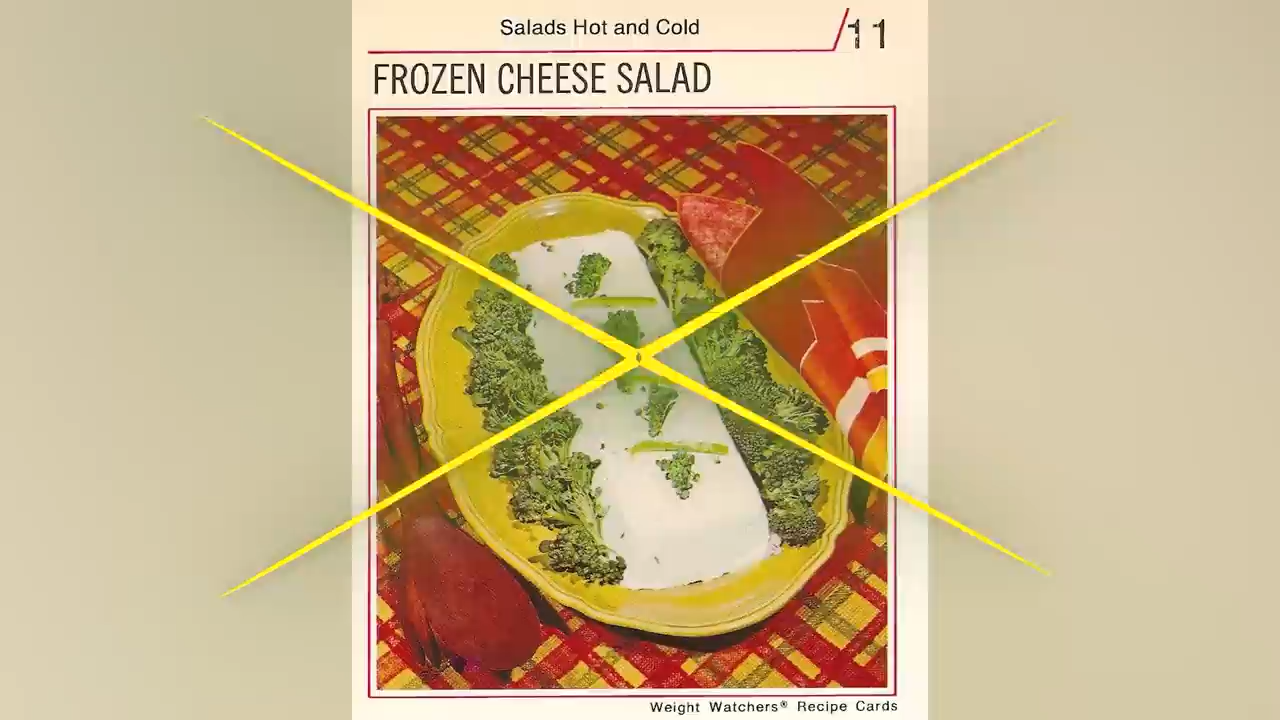 Salads Hot and Cold
11
FROZEN CHEESE SALAD
Weight Watchers® Recipe Cards